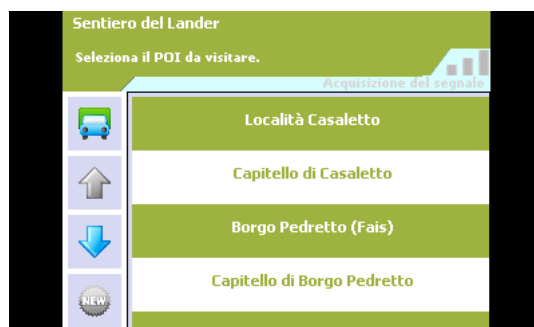 Sentiero del Lander
Seleziona il POI da visitare.
Acquisizione del segnale
Località Casaletto
Capitello di Casaletto
Borgo Pedretto (Fais)
Capitello di Borgo Pedretto
NEW